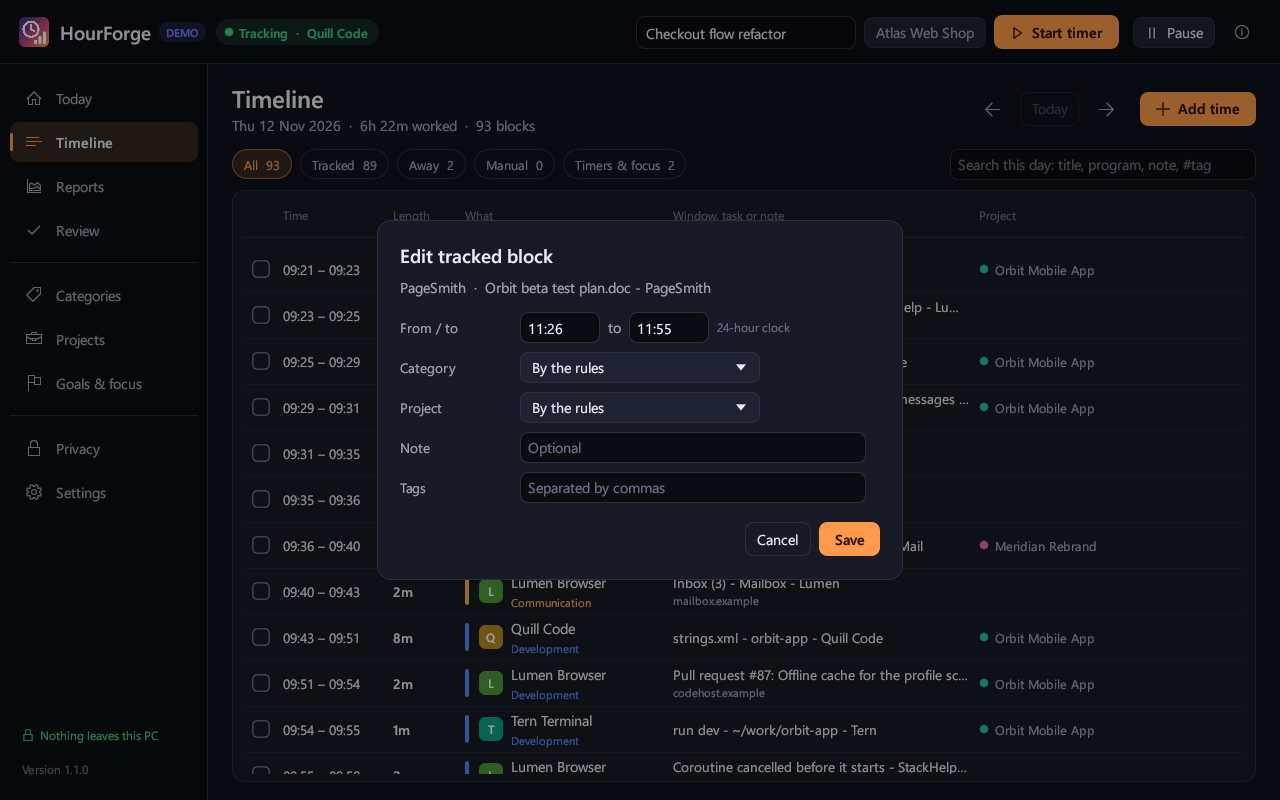 HourForge DEMO Tracking · Quill Code Checkout flow refactor Atlas Web Shop Start timer Pause
Today
Timeline
Reports
Review
Categories
Projects
Goals & focus
Privacy
Settings
Nothing leaves this PC
Version 1.1.0
Timeline
Thu 12 Nov 2026 · 6h 22m worked · 93 blocks
Today
Add time
All 93 Tracked 89 Away 2 Manual 0 Timers & focus 2
Search this day: title, program, note, #tag
Time Length What Window, task or note Project
09:21 – 09:23 Orbit Mobile App
09:23 – 09:25 elp - Lu...
09:25 – 09:29 Orbit Mobile App
09:29 – 09:31 messages ... Orbit Mobile App
09:31 – 09:35
09:35 – 09:36
09:36 – 09:40 Mail Meridian Rebrand
Edit tracked block
PageSmith · Orbit beta test plan.doc - PageSmith
From / to 11:26 to 11:55 24-hour clock
Category By the rules
Project By the rules
Note Optional
Tags Separated by commas
Cancel Save
09:40 – 09:43 2m L Lumen Browser Inbox (3) - Mailbox - Lumen
Communication mailbox.example
09:43 – 09:51 8m Q Quill Code strings.xml - orbit-app - Quill Code Orbit Mobile App
Development
09:51 – 09:54 2m L Lumen Browser Pull request #87: Offline cache for the profile sc... Orbit Mobile App
Development codehost.example
09:54 – 09:55 1m T Tern Terminal run dev - ~/work/orbit-app - Tern Orbit Mobile App
Development
Lumen Browser Coroutine cancelled before it starts - StackHelp...